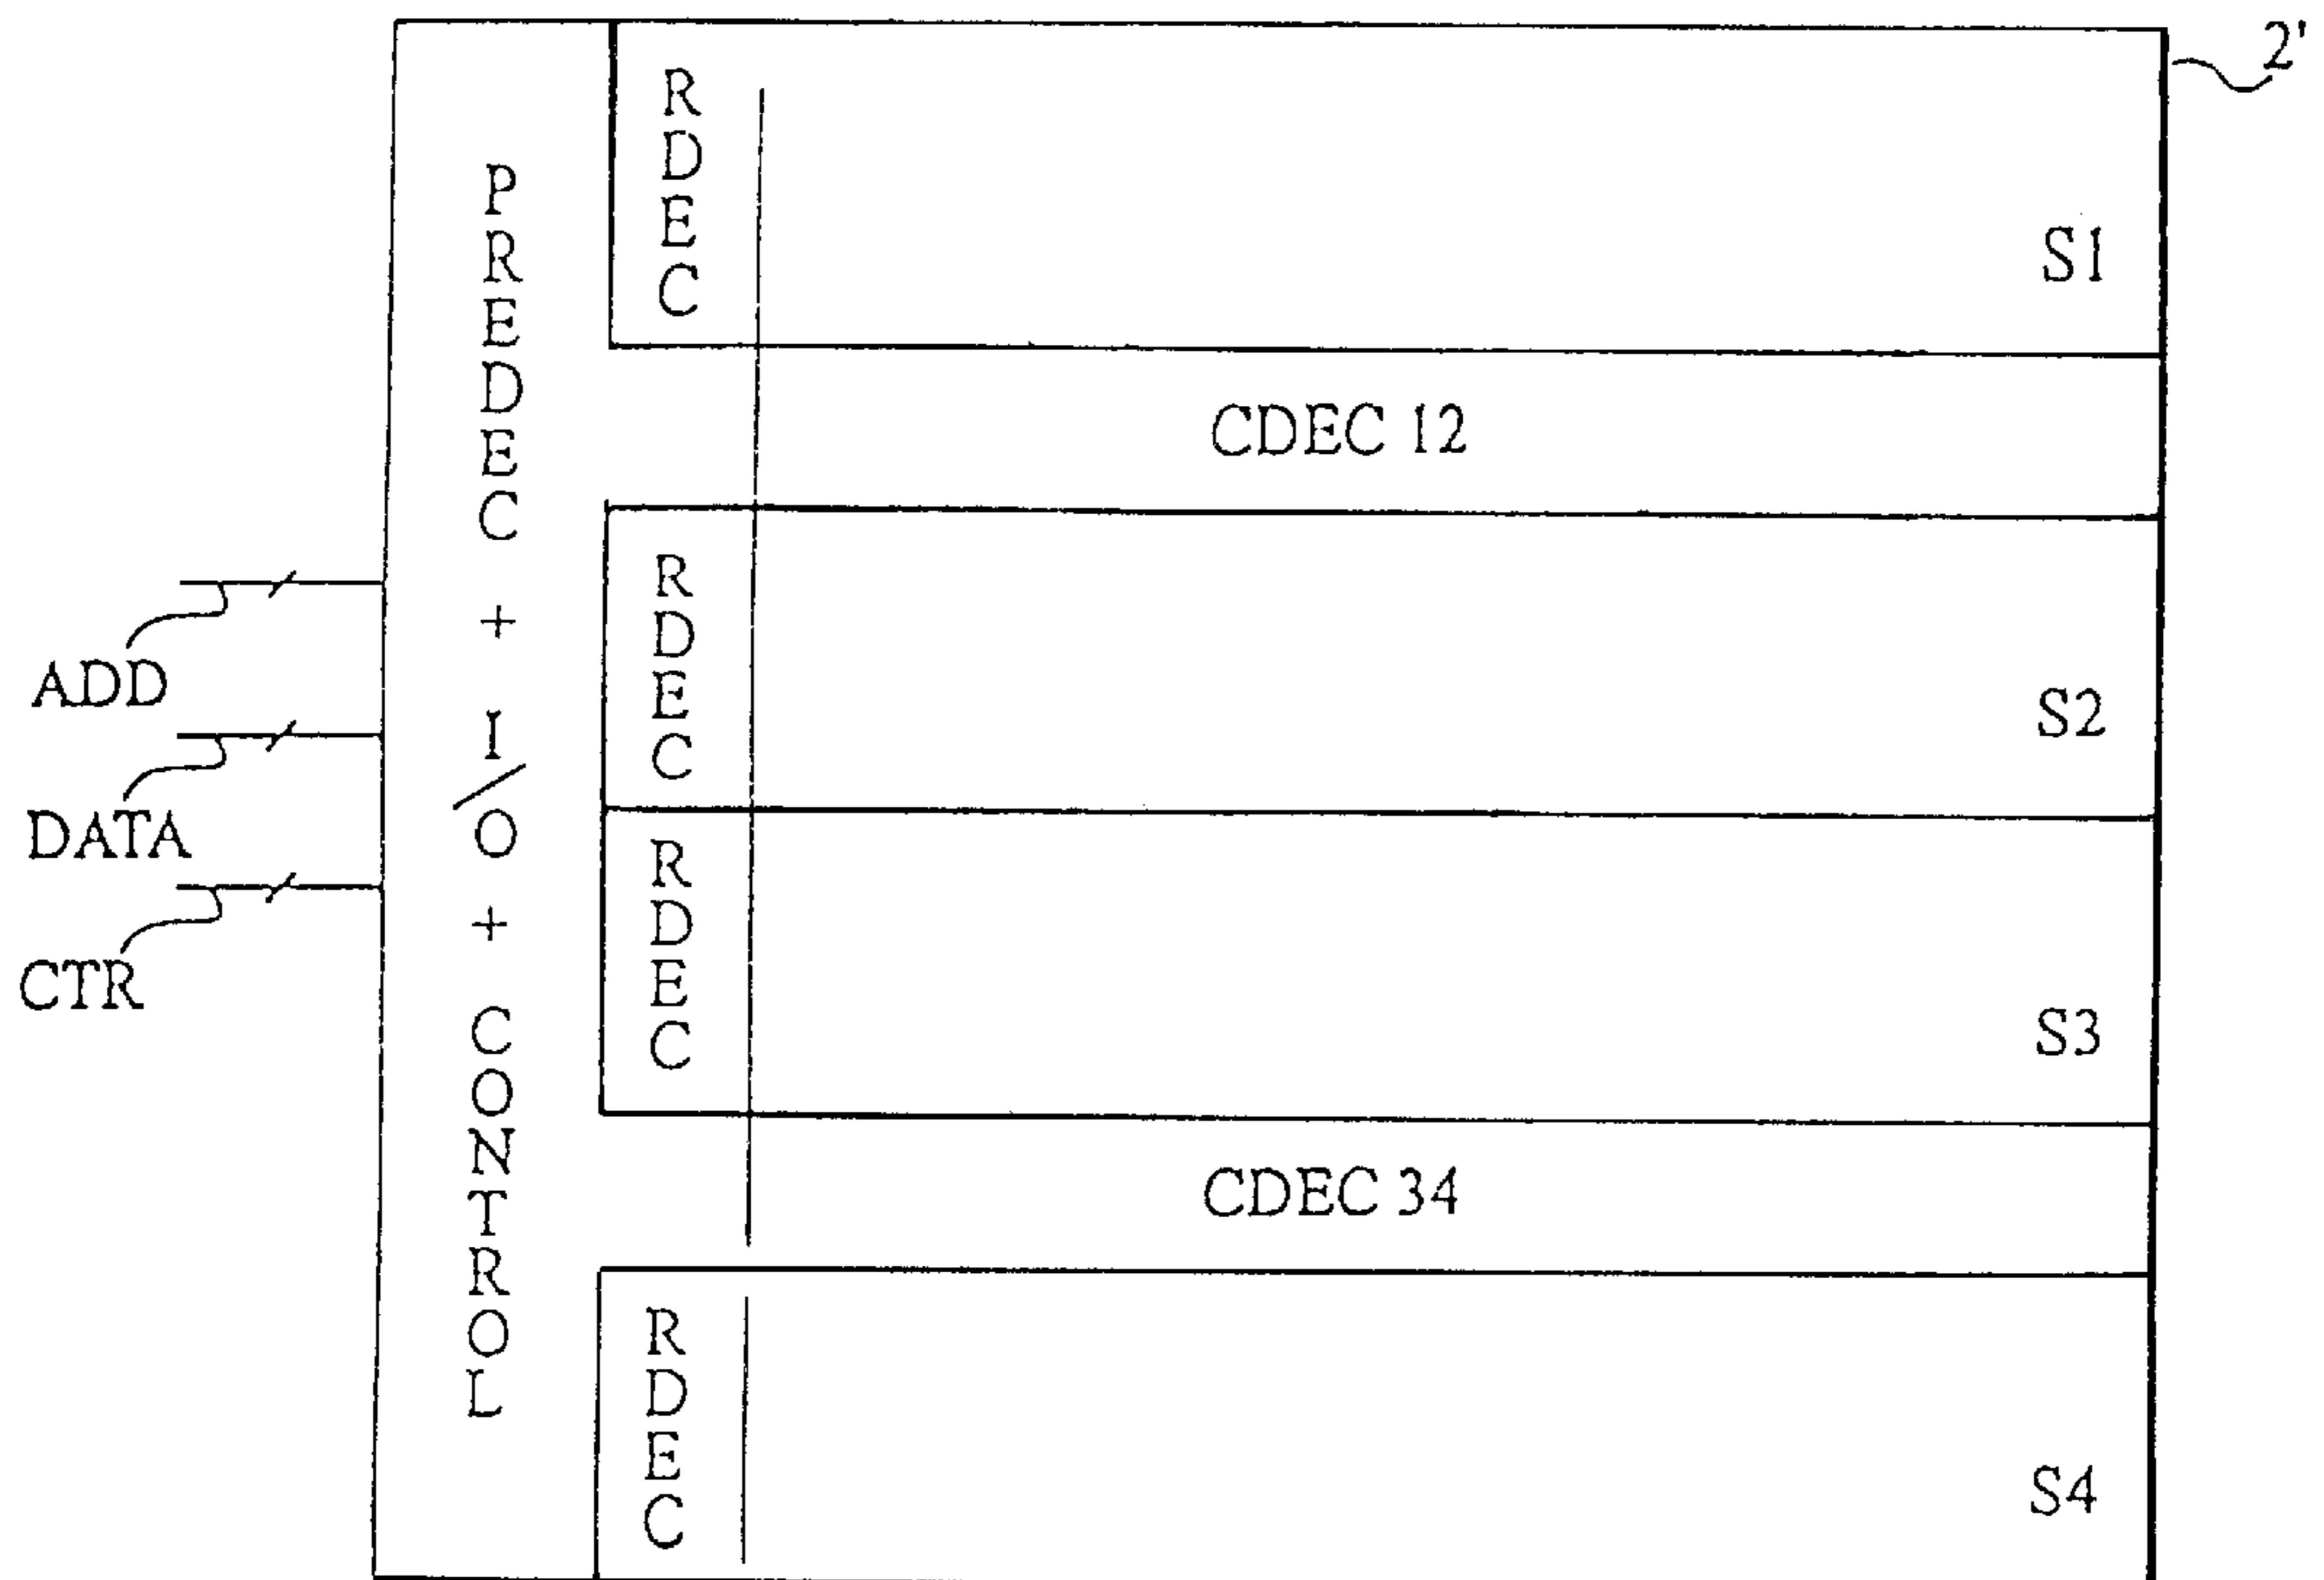 2'
PREDEC + I/O + CONTROL
RDEC
S1
CDEC 12
RDEC
S2
ADD
DATA
CTR
RDEC
S3
CDEC 34
RDEC
S4